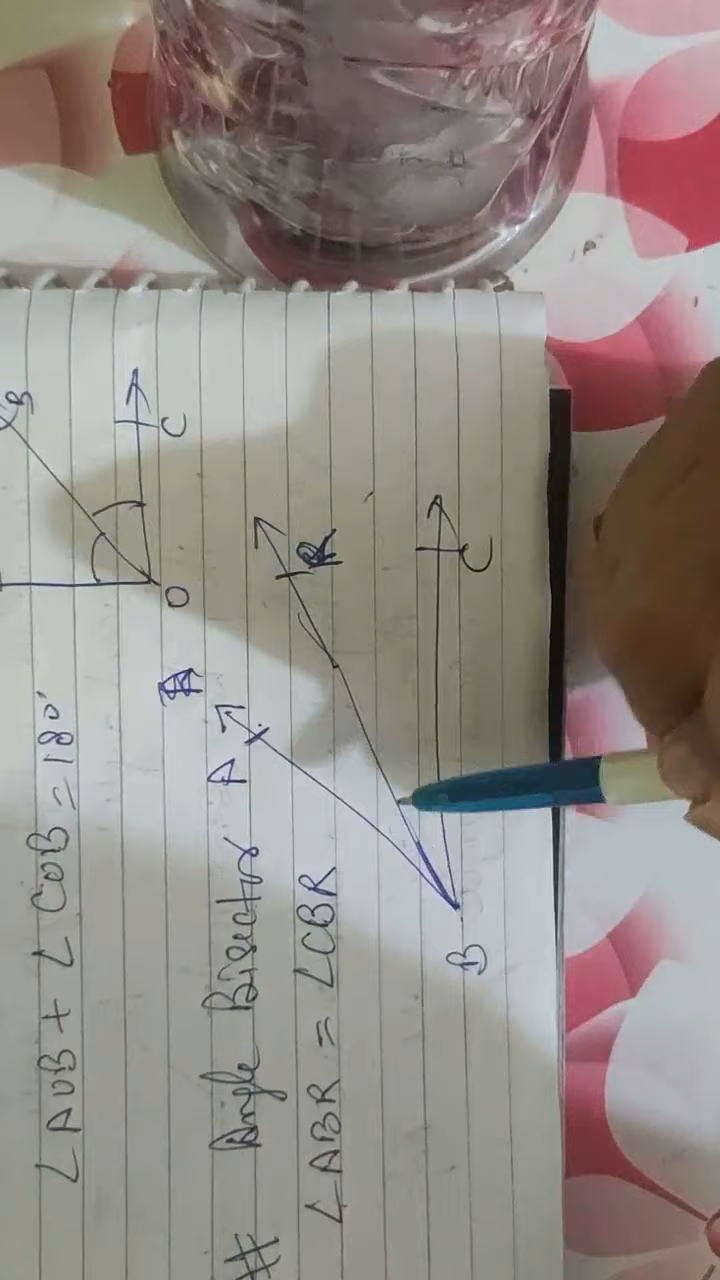 B
C
O
∠AOB + ∠COB = 180°
# Angle Bisector
∠ABR = ∠CBR
A
R
C
B